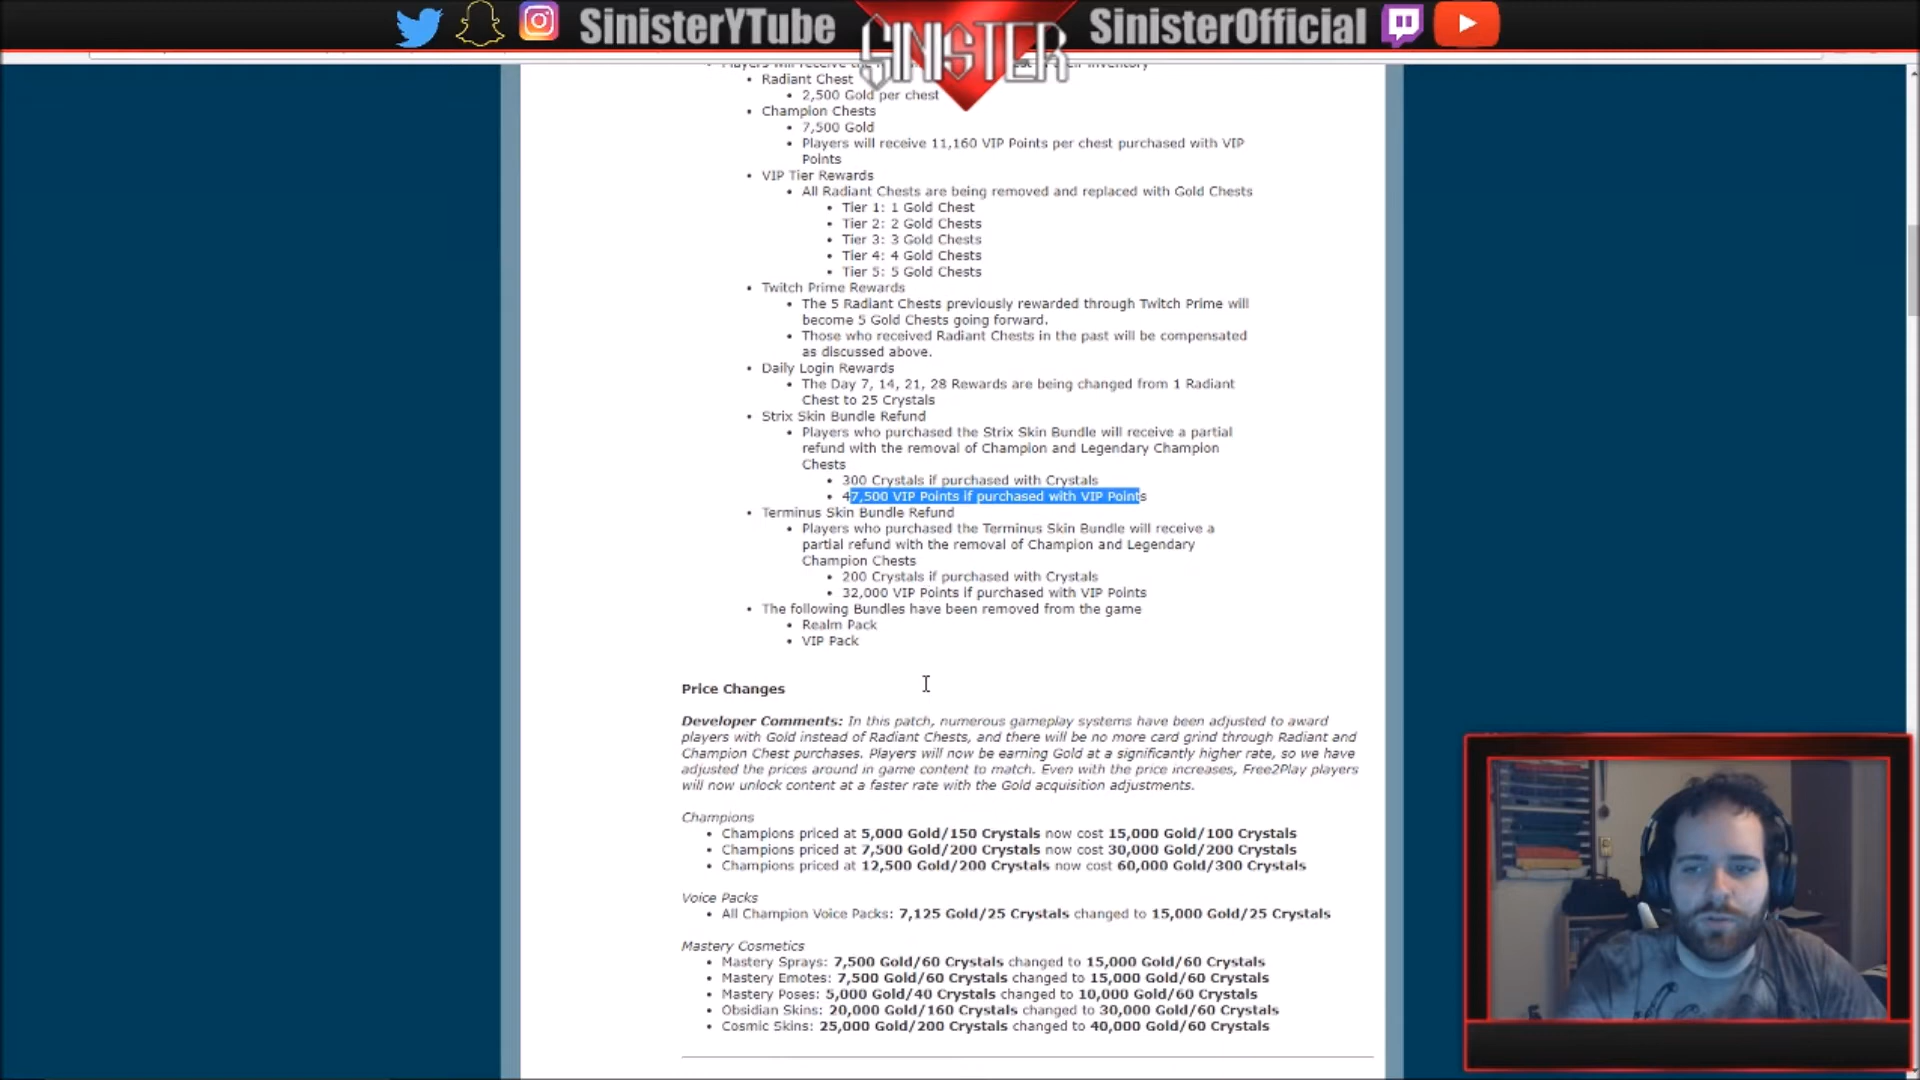 SinisterYTube
SINISTER
SinisterOfficial
Players will receive the
inventory
Radiant Chest
2,500 Gold per chest
Champion Chests
7,500 Gold
Players will receive 11,160 VIP Points per chest purchased with VIP
Points
VIP Tier Rewards
All Radiant Chests are being removed and replaced with Gold Chests
Tier 1: 1 Gold Chest
Tier 2: 2 Gold Chests
Tier 3: 3 Gold Chests
Tier 4: 4 Gold Chests
Tier 5: 5 Gold Chests
Twitch Prime Rewards
The 5 Radiant Chests previously rewarded through Twitch Prime will
become 5 Gold Chests going forward.
Those who received Radiant Chests in the past will be compensated
as discussed above.
Daily Login Rewards
The Day 7, 14, 21, 28 Rewards are being changed from 1 Radiant
Chest to 25 Crystals
Strix Skin Bundle Refund
Players who purchased the Strix Skin Bundle will receive a partial
refund with the removal of Champion and Legendary Champion
Chests
300 Crystals if purchased with Crystals
47,500 VIP Points if purchased with VIP Points
Terminus Skin Bundle Refund
Players who purchased the Terminus Skin Bundle will receive a
partial refund with the removal of Champion and Legendary
Champion Chests
200 Crystals if purchased with Crystals
32,000 VIP Points if purchased with VIP Points
The following Bundles have been removed from the game
Realm Pack
VIP Pack
Price Changes
Developer Comments: In this patch, numerous gameplay systems have been adjusted to award
players with Gold instead of Radiant Chests, and there will be no more card grind through Radiant and
Champion Chest purchases. Players will now be earning Gold at a significantly higher rate, so we have
adjusted the prices around in game content to match. Even with the price increases, Free2Play players
will now unlock content at a faster rate with the Gold acquisition adjustments.
Champions
Champions priced at 5,000 Gold/150 Crystals now cost 15,000 Gold/100 Crystals
Champions priced at 7,500 Gold/200 Crystals now cost 30,000 Gold/200 Crystals
Champions priced at 12,500 Gold/200 Crystals now cost 60,000 Gold/300 Crystals
Voice Packs
All Champion Voice Packs: 7,125 Gold/25 Crystals changed to 15,000 Gold/25 Crystals
Mastery Cosmetics
Mastery Sprays: 7,500 Gold/60 Crystals changed to 15,000 Gold/60 Crystals
Mastery Emotes: 7,500 Gold/60 Crystals changed to 15,000 Gold/60 Crystals
Mastery Poses: 5,000 Gold/40 Crystals changed to 10,000 Gold/60 Crystals
Obsidian Skins: 20,000 Gold/160 Crystals changed to 30,000 Gold/60 Crystals
Cosmic Skins: 25,000 Gold/200 Crystals changed to 40,000 Gold/60 Crystals